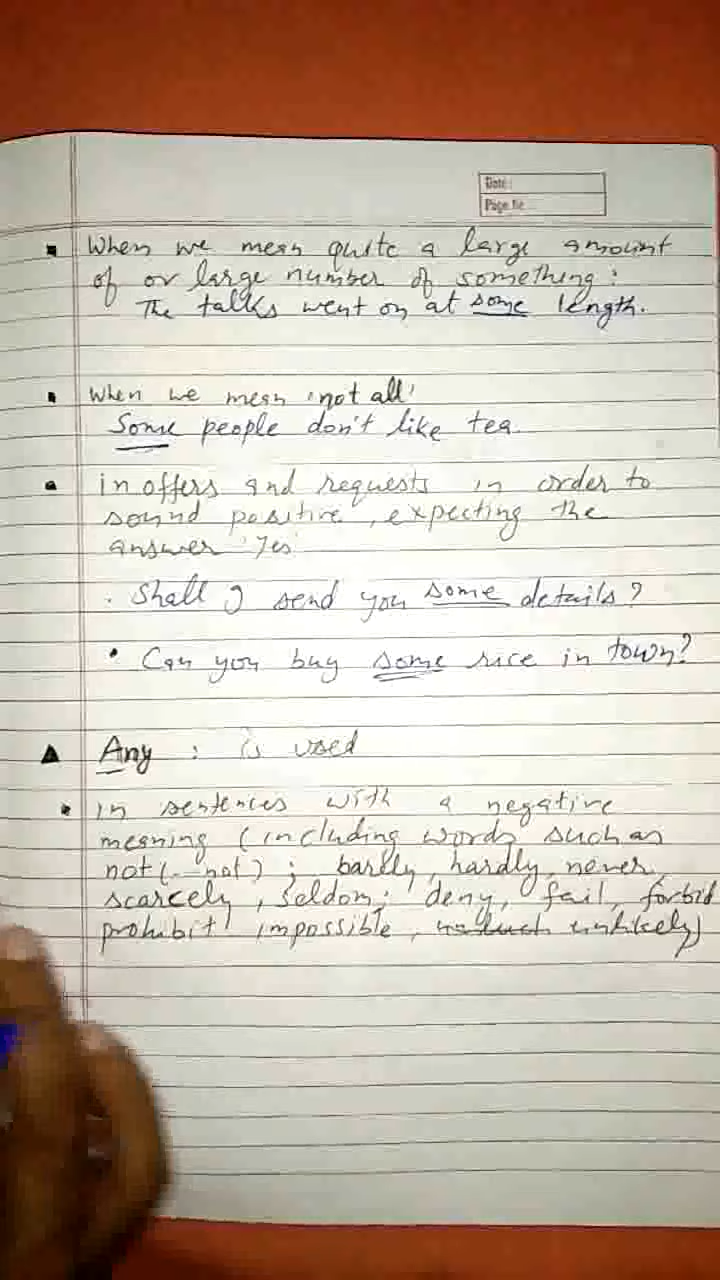 Date :
Page No
▪ When we mean quite a large amount
of or large number of something :
The talks went on at some length.
▪ When we mean 'not all'
Some people don't like tea.
▪ in offers and requests in order to
sound positive, expecting the
answer 'Yes'
. Shall I send you some details?
• Can you buy some rice in town?
▲ Any : is used
• in sentences with a negative
meaning (including words such as
not (-not) ; barely, hardly, never,
scarcely, seldom; deny, fail, forbid
prohibit impossible, unlikely)